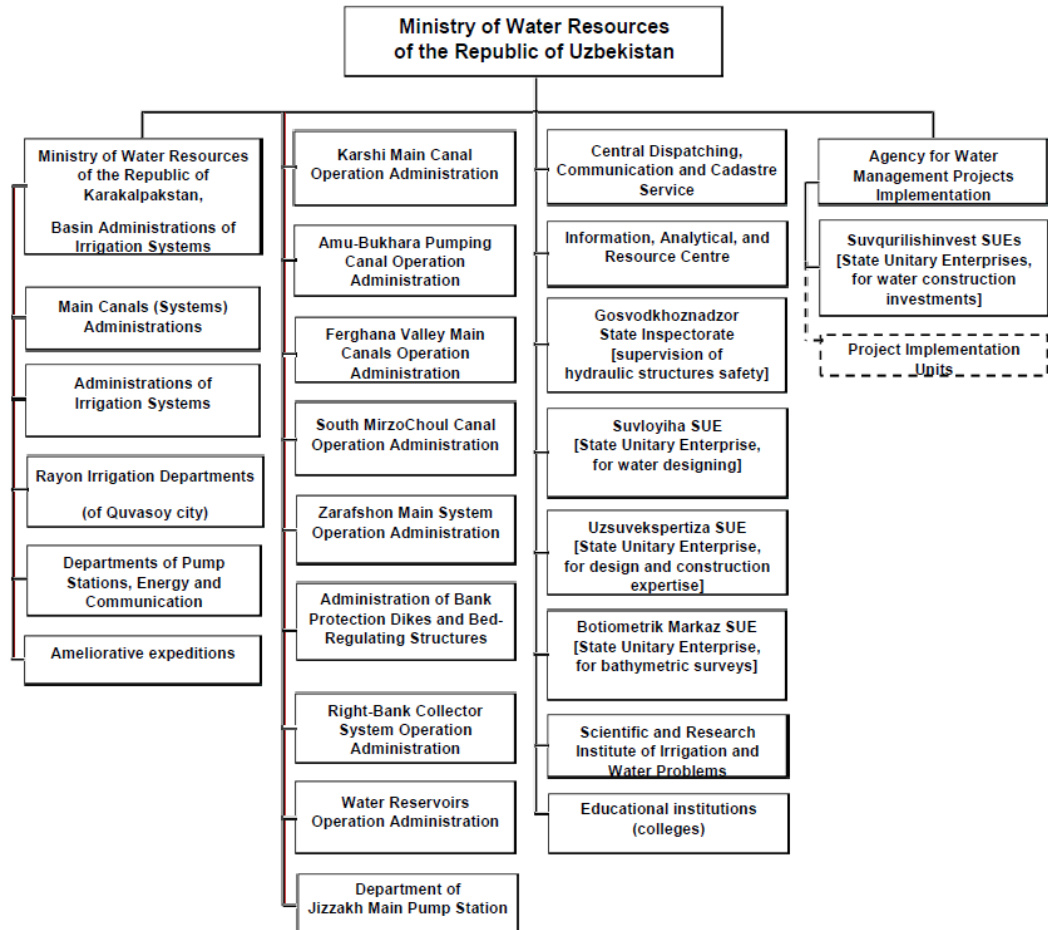 Ministry of Water Resources
of the Republic of Uzbekistan
Ministry of Water Resources
of the Republic of
Karakalpakstan,
Basin Administrations of
Irrigation Systems
Main Canals (Systems)
Administrations
Administrations of
Irrigation Systems
Rayon Irrigation Departments
(of Quvasoy city)
Departments of Pump
Stations, Energy and
Communication
Ameliorative expeditions
Karshi Main Canal
Operation Administration
Amu-Bukhara Pumping
Canal Operation
Administration
Ferghana Valley Main
Canals Operation
Administration
South MirzoChoul Canal
Operation Administration
Zarafshon Main System
Operation Administration
Administration of Bank
Protection Dikes and Bed-
Regulating Structures
Right-Bank Collector
System Operation
Administration
Water Reservoirs
Operation Administration
Department of
Jizzakh Main Pump Station
Central Dispatching,
Communication and Cadastre
Service
Information, Analytical, and
Resource Centre
Gosvodkhoznadzor
State Inspectorate
[supervision of
hydraulic structures safety]
Suvloyiha SUE
[State Unitary Enterprise,
for water designing]
Uzsuvekspertiza SUE
[State Unitary Enterprise,
for design and construction
expertise]
Botiometrik Markaz SUE
[State Unitary Enterprise,
for bathymetric surveys]
Scientific and Research
Institute of Irrigation and
Water Problems
Educational institutions
(colleges)
Agency for Water
Management Projects
Implementation
Suvqurilishinvest SUEs
[State Unitary Enterprises,
for water construction
investments]
Project Implementation
Units